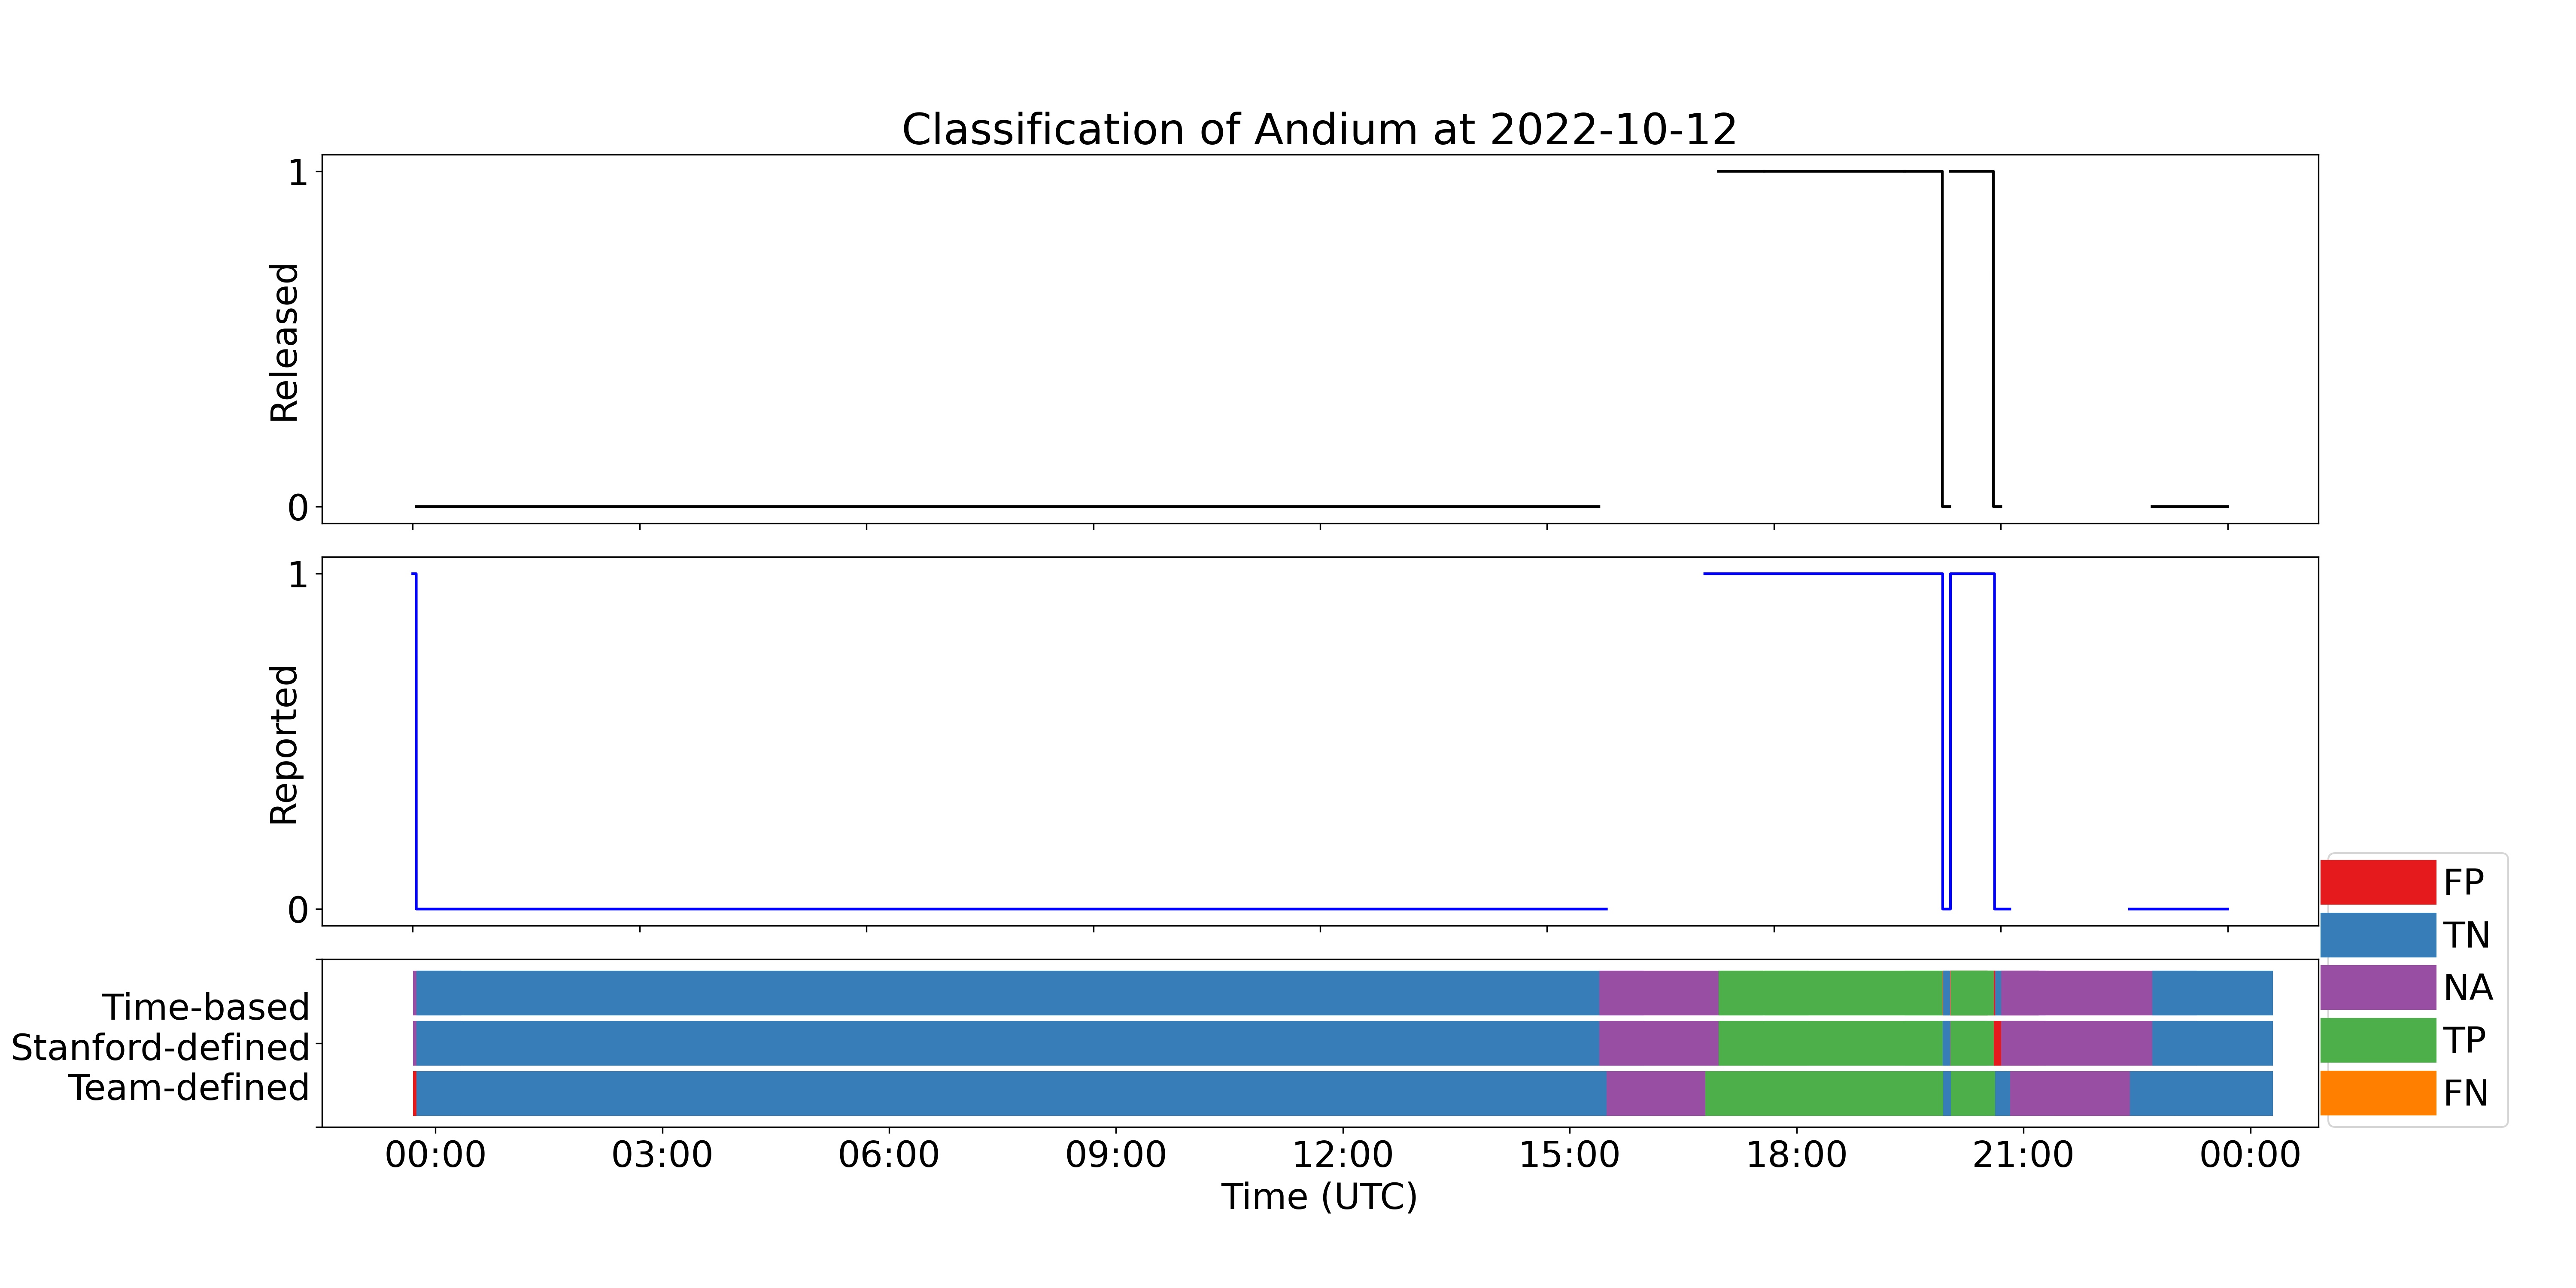 Classification of Andium at 2022-10-12
1
Released
0
1
Reported
0
FP
TN
NA
TP
FN
Time-based
Stanford-defined
Team-defined
00:00 03:00 06:00 09:00 12:00 15:00 18:00 21:00 00:00
Time (UTC)